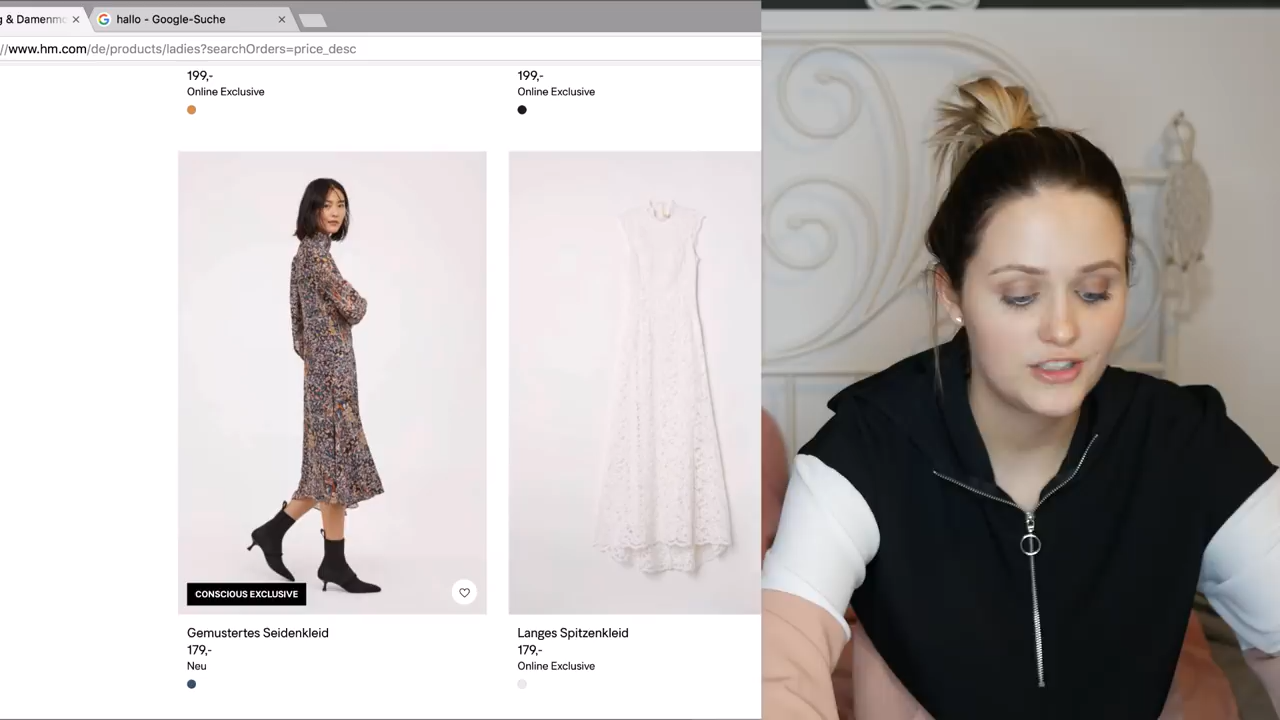 g & Damenmo
hallo - Google-Suche
//www.hm.com/de/products/ladies?searchOrders=price_desc
199,-
Online Exclusive
199,-
Online Exclusive
CONSCIOUS EXCLUSIVE
Gemustertes Seidenkleid
179,-
Neu
Langes Spitzenkleid
179,-
Online Exclusive